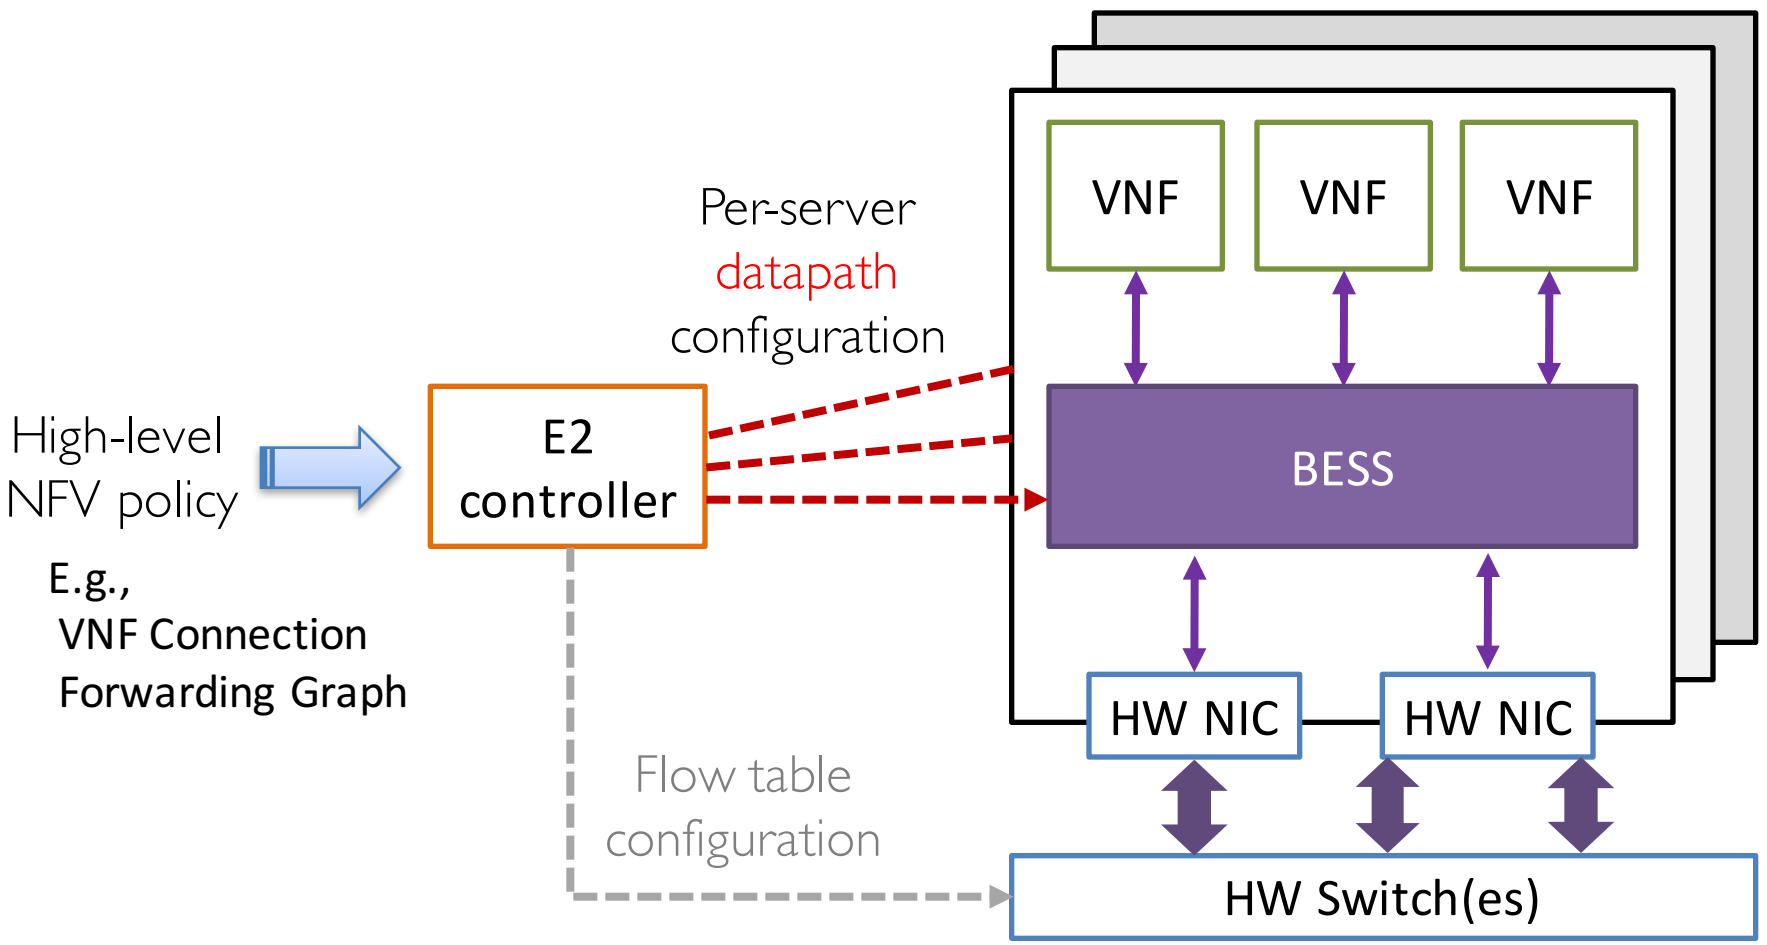 VNF
VNF
VNF
Per-server
datapath
configuration
High-level
NFV policy
E2
controller
BESS
E.g.,
VNF Connection
Forwarding Graph
HW NIC
HW NIC
Flow table
configuration
HW Switch(es)